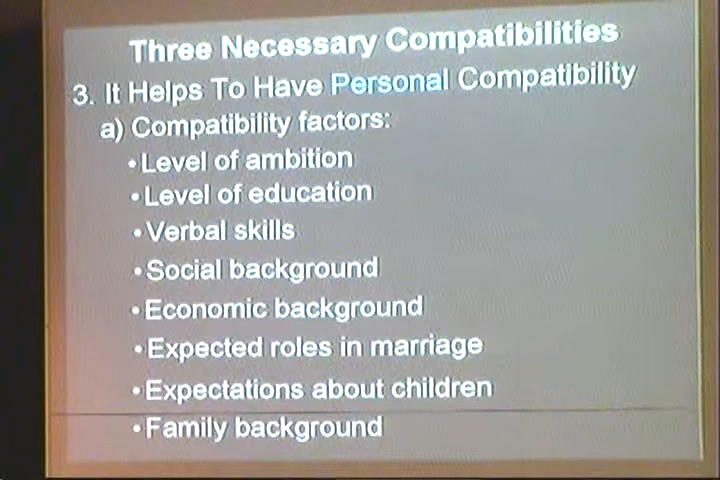 Three Necessary Compatibilities
3. It Helps To Have Personal Compatibility
a) Compatibility factors:
•Level of ambition
•Level of education
•Verbal skills
•Social background
•Economic background
•Expected roles in marriage
•Expectations about children
•Family background